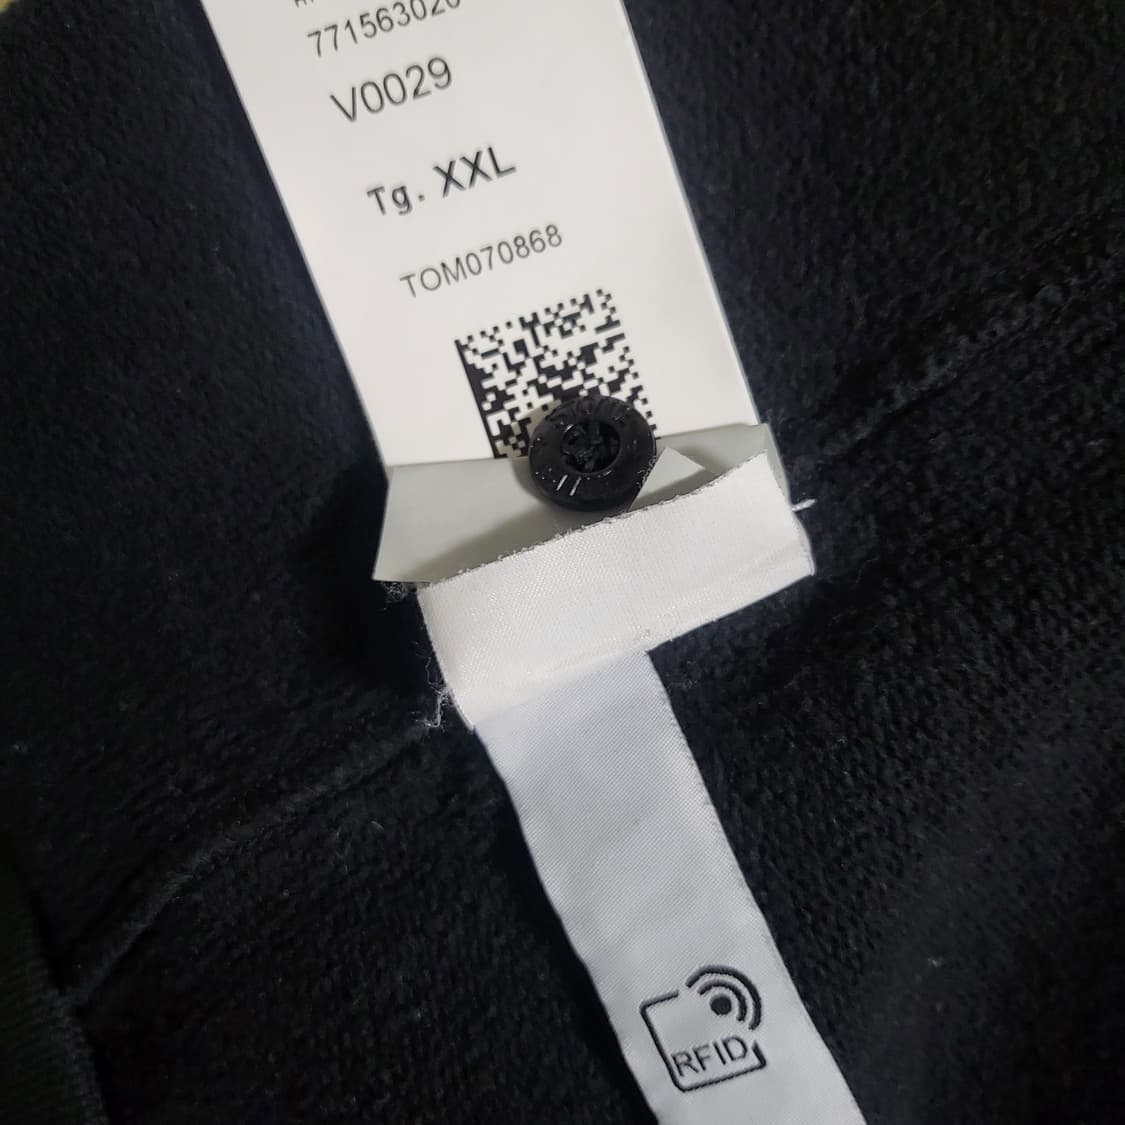 771563020
V0029
Tg. XXL
TOM070868
RFID